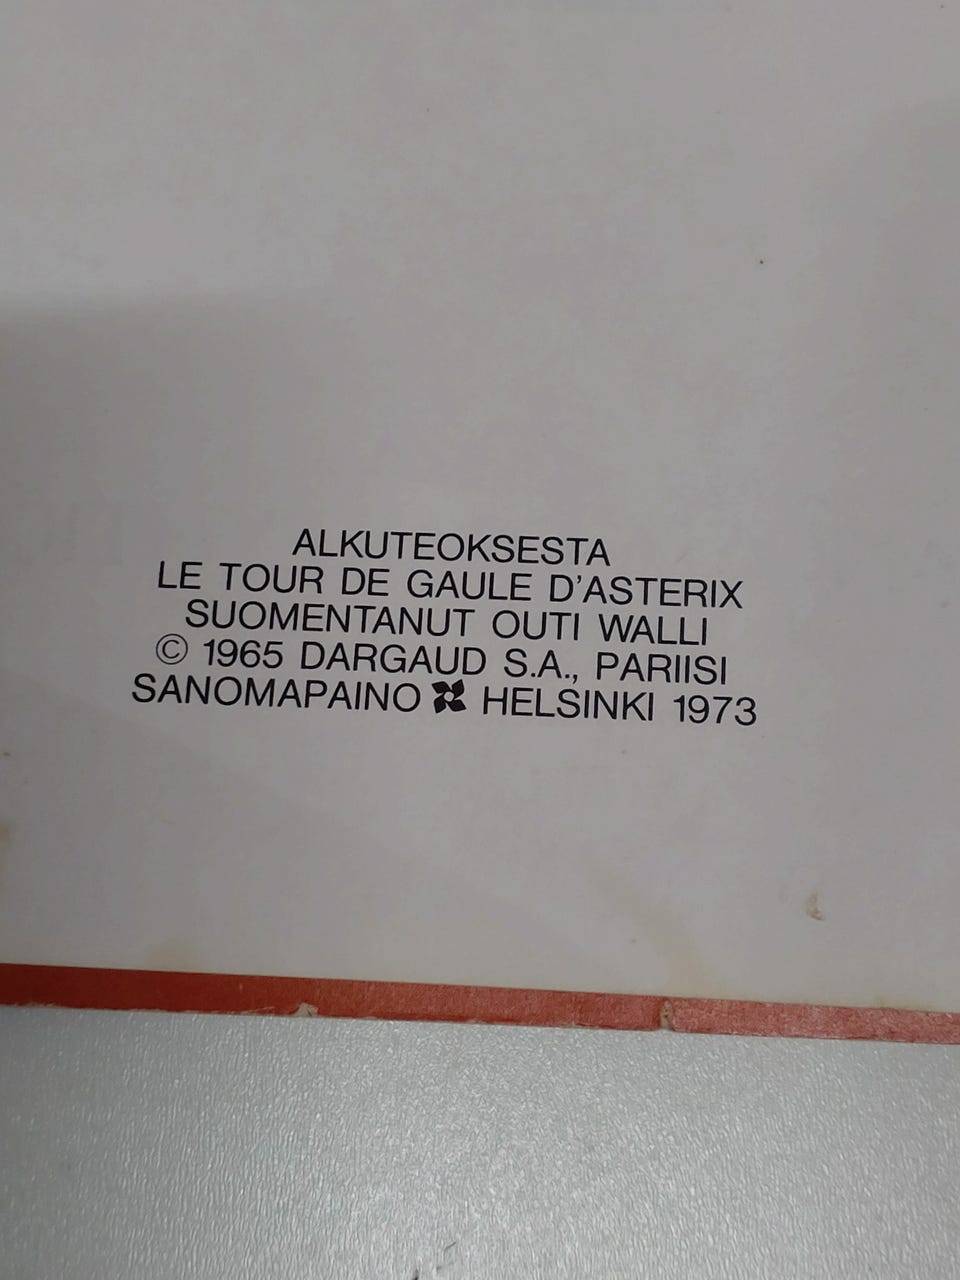 ALKUTEOKSESTA
LE TOUR DE GAULE D'ASTERIX
SUOMENTANUT OUTI WALLI
© 1965 DARGAUD S.A., PARIISI
SANOMAPAINO HELSINKI 1973